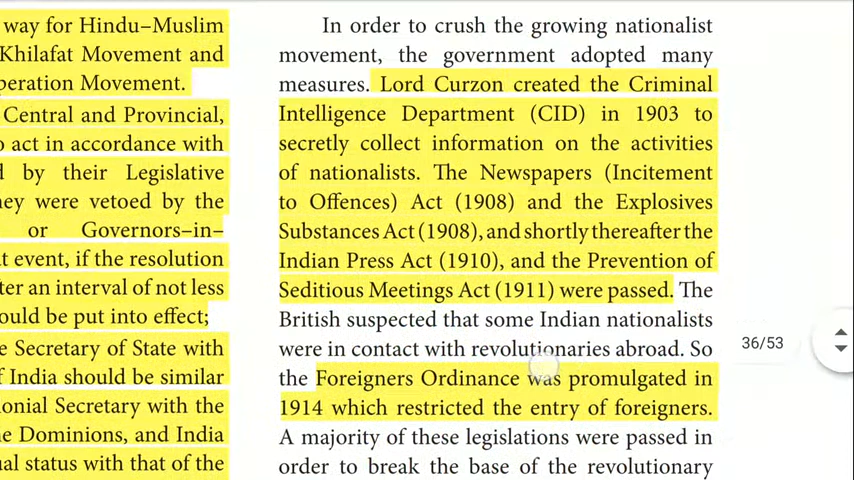 way for Hindu–Muslim
Khilafat Movement and
peration Movement.
Central and Provincial,
o act in accordance with
d by their Legislative
hey were vetoed by the
or Governors–in–
t event, if the resolution
ter an interval of not less
ould be put into effect;
e Secretary of State with
f India should be similar
lonial Secretary with the
he Dominions, and India
ual status with that of the
In order to crush the growing nationalist
movement, the government adopted many
measures. Lord Curzon created the Criminal
Intelligence Department (CID) in 1903 to
secretly collect information on the activities
of nationalists. The Newspapers (Incitement
to Offences) Act (1908) and the Explosives
Substances Act (1908), and shortly thereafter the
Indian Press Act (1910), and the Prevention of
Seditious Meetings Act (1911) were passed. The
British suspected that some Indian nationalists
were in contact with revolutionaries abroad. So
the Foreigners Ordinance was promulgated in
1914 which restricted the entry of foreigners.
A majority of these legislations were passed in
order to break the base of the revolutionary
36/53